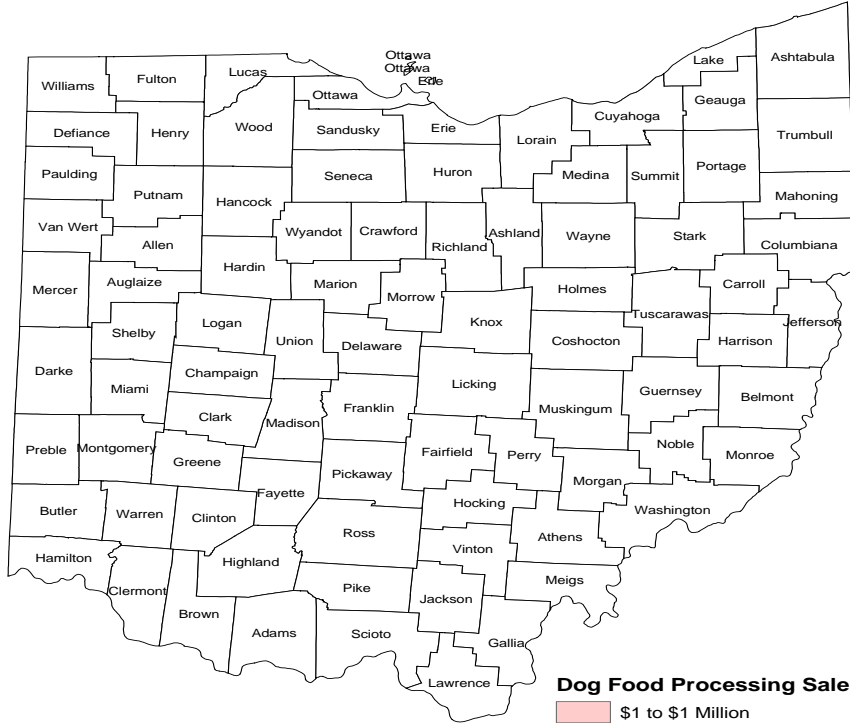 Ottawa
Ottawa
Erie
Lake
Ashtabula
Williams
Fulton
Lucas
Ottawa
Geauga
Cuyahoga
Defiance
Henry
Wood
Sandusky
Erie
Lorain
Trumbull
Paulding
Putnam
Hancock
Seneca
Huron
Medina
Summit
Portage
Mahoning
Van Wert
Allen
Wyandot
Crawford
Richland
Ashland
Wayne
Stark
Columbiana
Mercer
Auglaize
Hardin
Marion
Morrow
Holmes
Tuscarawas
Carroll
Jefferson
Shelby
Logan
Union
Delaware
Knox
Coshocton
Harrison
Darke
Miami
Champaign
Licking
Guernsey
Belmont
Clark
Madison
Franklin
Muskingum
Preble
Montgomery
Greene
Fairfield
Perry
Noble
Monroe
Pickaway
Morgan
Butler
Warren
Clinton
Fayette
Hocking
Washington
Ross
Athens
Hamilton
Highland
Vinton
Clermont
Pike
Jackson
Meigs
Brown
Adams
Scioto
Gallia
Lawrence
Dog Food Processing Sale
$1 to $1 Million